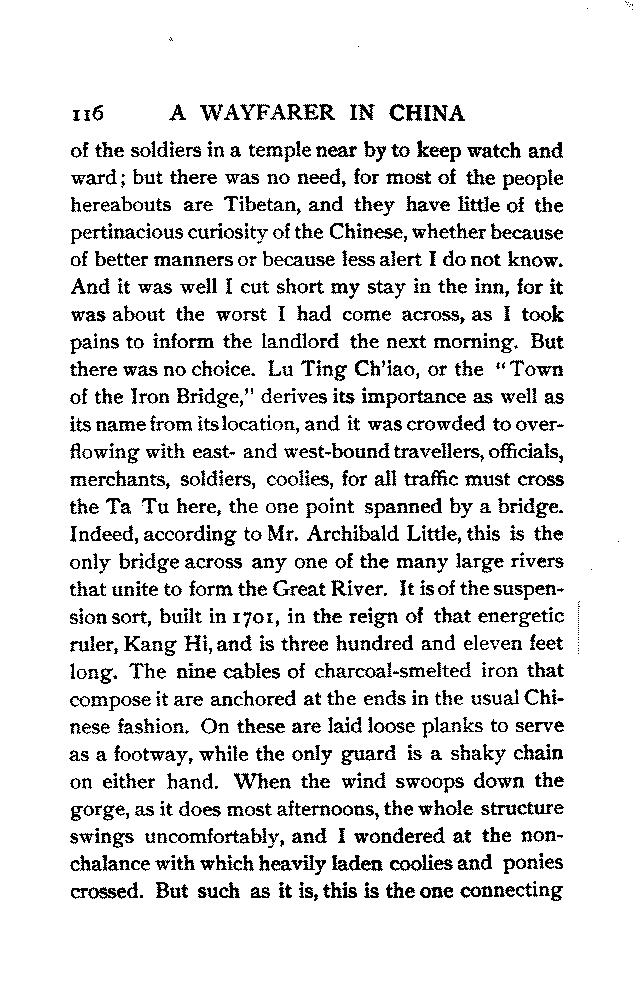 116 A WAYFARER IN CHINA
of the soldiers in a temple near by to keep watch and
ward; but there was no need, for most of the people
hereabouts are Tibetan, and they have little of the
pertinacious curiosity of the Chinese, whether because
of better manners or because less alert I do not know.
And it was well I cut short my stay in the inn, for it
was about the worst I had come across, as I took
pains to inform the landlord the next morning. But
there was no choice. Lu Ting Ch'iao, or the "Town
of the Iron Bridge," derives its importance as well as
its name from its location, and it was crowded to over-
flowing with east- and west-bound travellers, officials,
merchants, soldiers, coolies, for all traffic must cross
the Ta Tu here, the one point spanned by a bridge.
Indeed, according to Mr. Archibald Little, this is the
only bridge across any one of the many large rivers
that unite to form the Great River. It is of the suspen-
sion sort, built in 1701, in the reign of that energetic
ruler, Kang Hi, and is three hundred and eleven feet
long. The nine cables of charcoal-smelted iron that
compose it are anchored at the ends in the usual Chi-
nese fashion. On these are laid loose planks to serve
as a footway, while the only guard is a shaky chain
on either hand. When the wind swoops down the
gorge, as it does most afternoons, the whole structure
swings uncomfortably, and I wondered at the non-
chalance with which heavily laden coolies and ponies
crossed. But such as it is, this is the one connecting